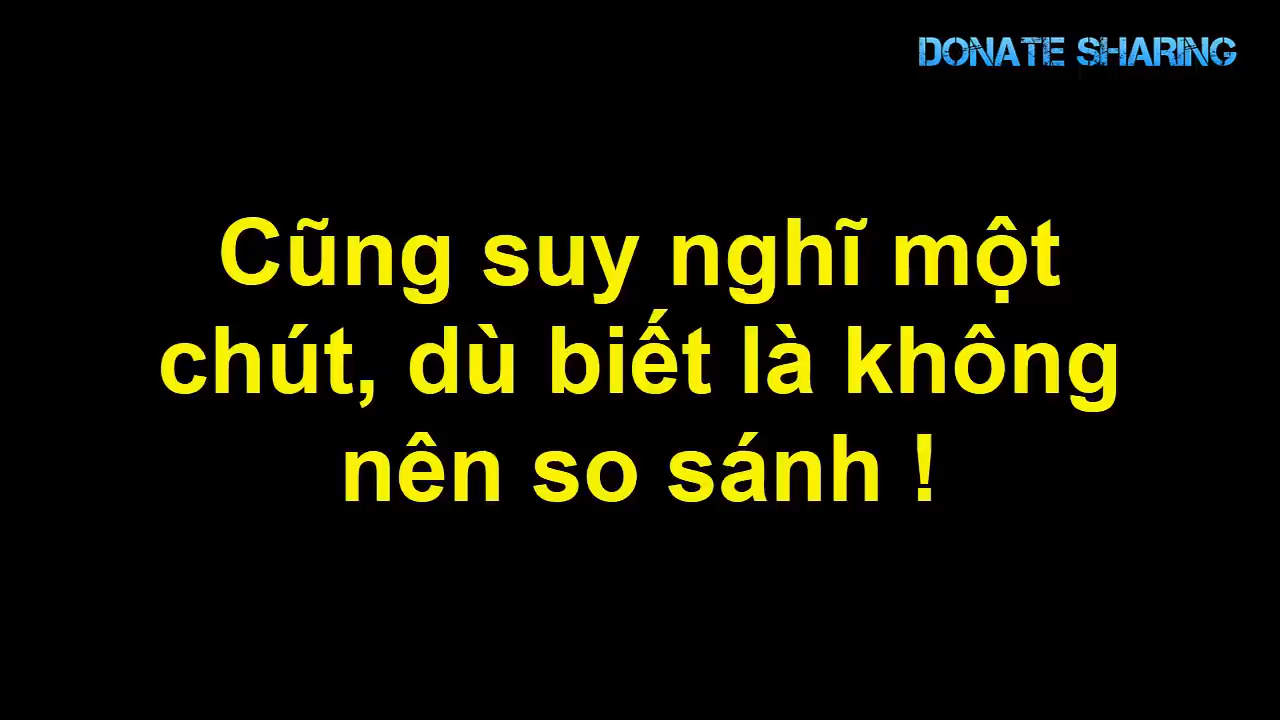 DONATE SHARING
Cũng suy nghĩ một
chút, dù biết là không
nên so sánh !